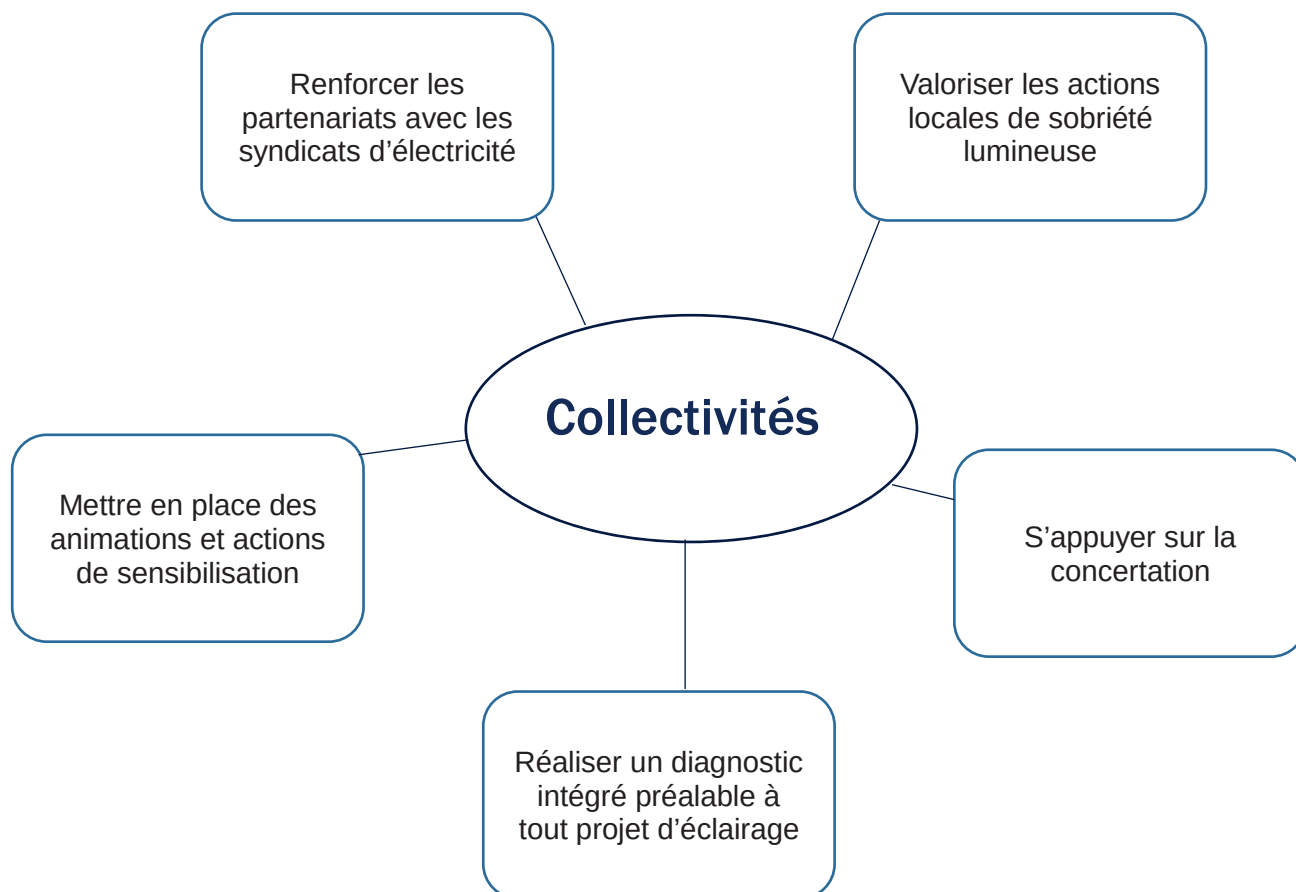 Renforcer les
partenariats avec les
syndicats d’électricité
Valoriser les actions
locales de sobriété
lumineuse
Collectivités
Mettre en place des
animations et actions
de sensibilisation
S’appuyer sur la
concertation
Réaliser un diagnostic
intégré préalable à
tout projet d’éclairage